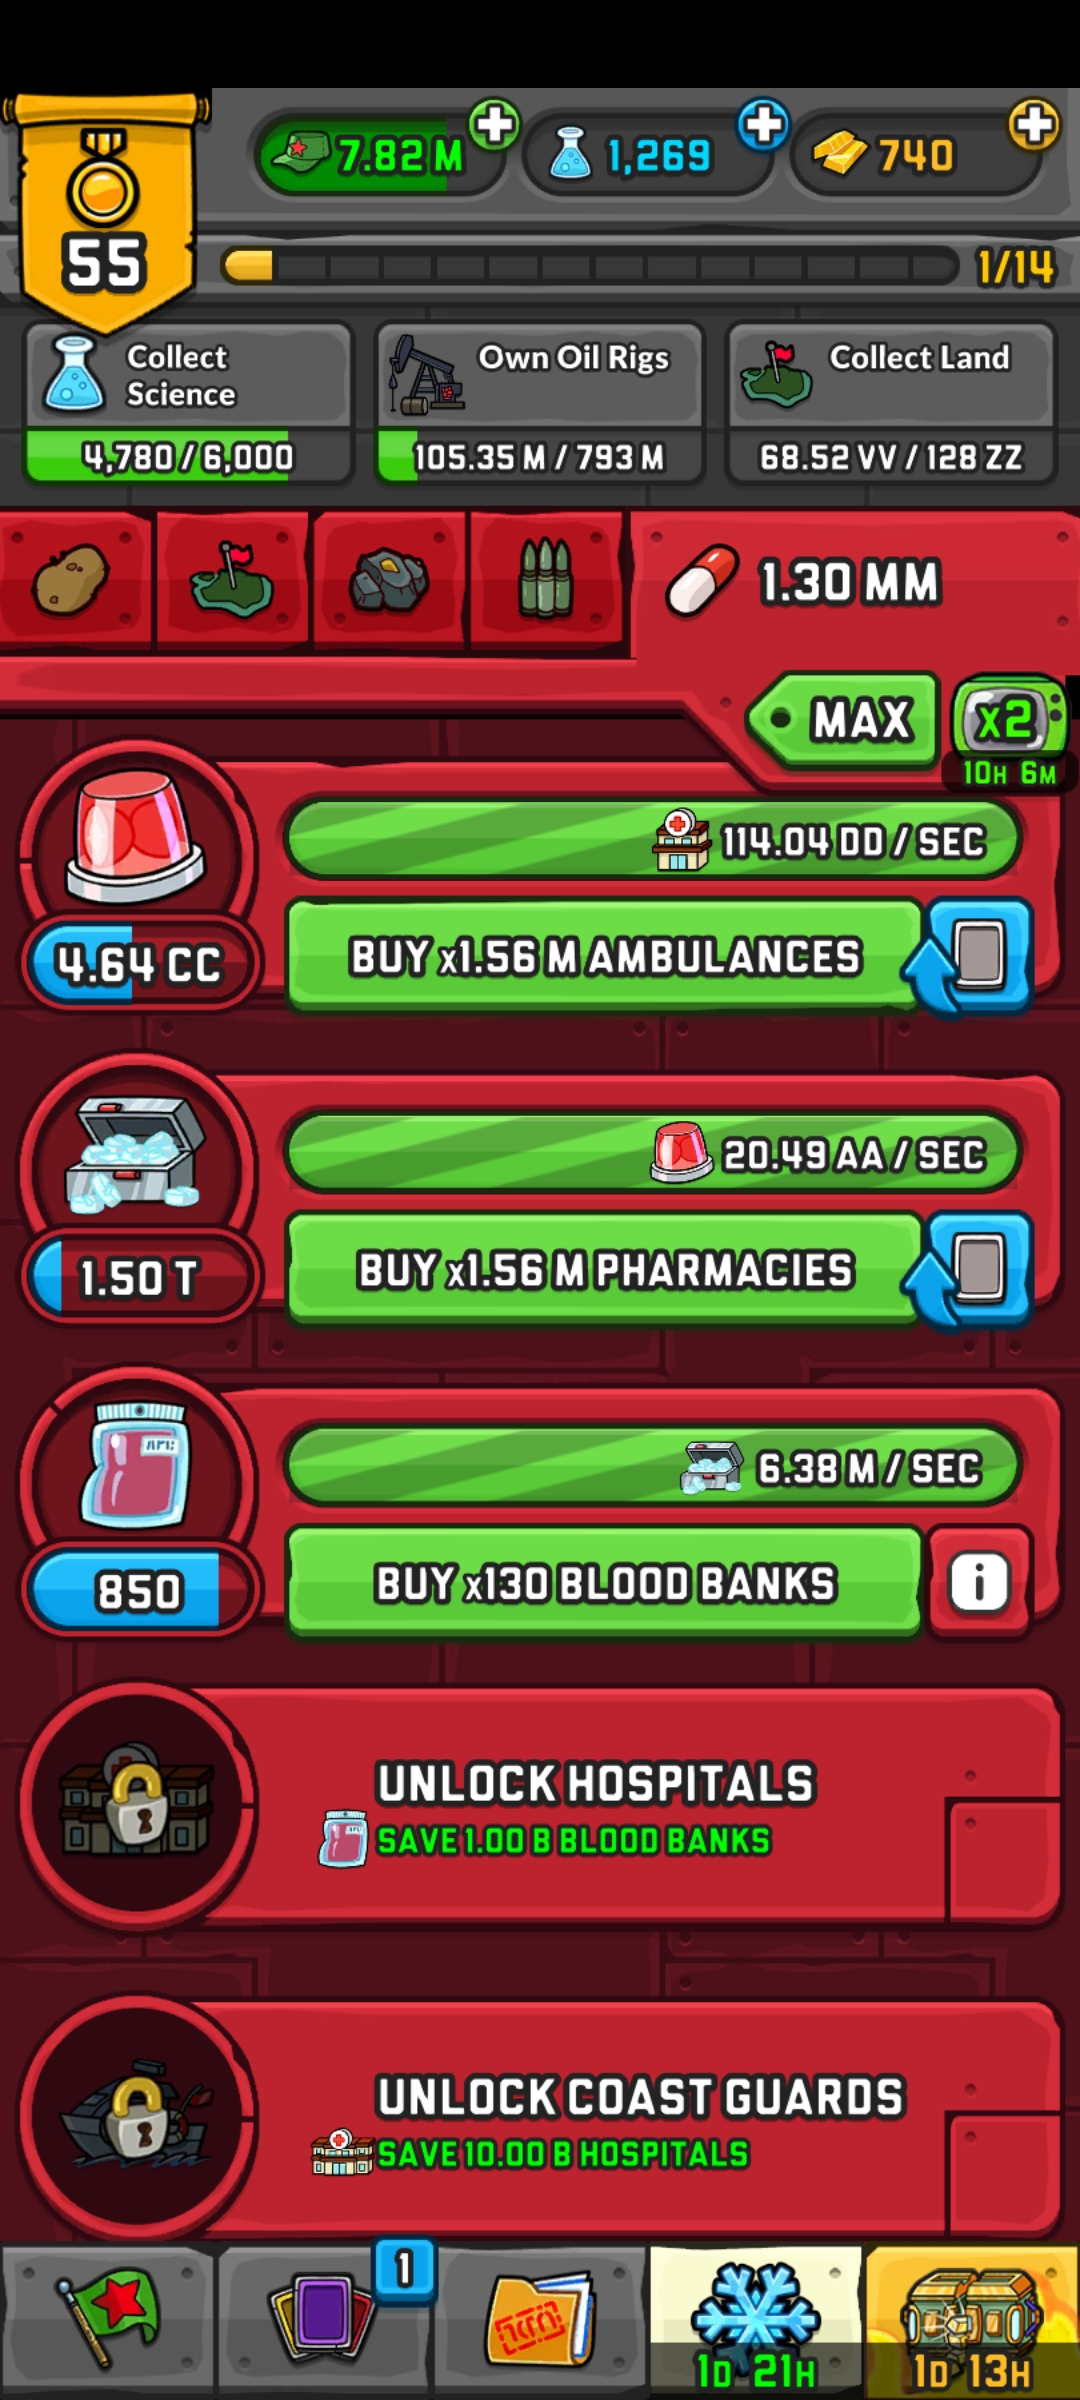 7.82 M
1,269
740
55
1/14
Collect
Science
4,780 / 6,000
Own Oil Rigs
105.35 M / 793 M
Collect Land
68.52 VV / 128 ZZ
1.30 MM
MAX
x2
10H 6M
114.04 DD / SEC
4.64 CC
BUY x1.56 M AMBULANCES
20.49 AA / SEC
1.50 T
BUY x1.56 M PHARMACIES
6.38 M / SEC
850
BUY x130 BLOOD BANKS
i
UNLOCK HOSPITALS
SAVE 1.00 B BLOOD BANKS
UNLOCK COAST GUARDS
SAVE 10.00 B HOSPITALS
1
1D 21H
1D 13H